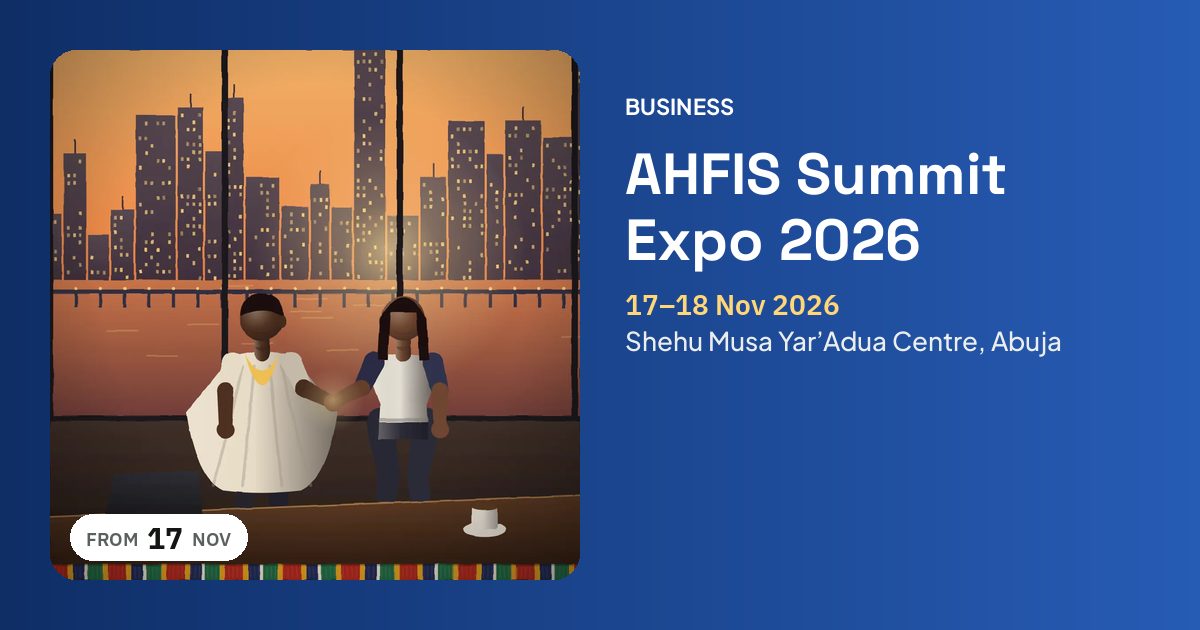 BUSINESS
AHFIS Summit
Expo 2026
17–18 Nov 2026
Shehu Musa Yar’Adua Centre, Abuja
FROM 17 NOV